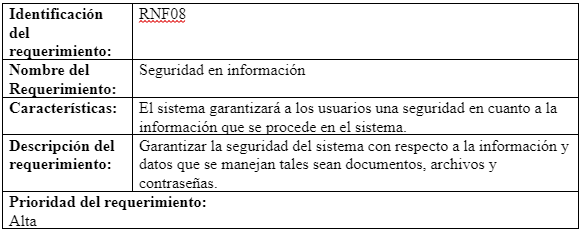 Identificación RNF08
del
requerimiento:
Nombre del Seguridad en información
Requerimiento:
Características: El sistema garantizará a los usuarios una seguridad en cuanto a la
información que se procede en el sistema.
Descripción del Garantizar la seguridad del sistema con respecto a la información y
requerimiento: datos que se manejan tales sean documentos, archivos y
contraseñas.
Prioridad del requerimiento:
Alta